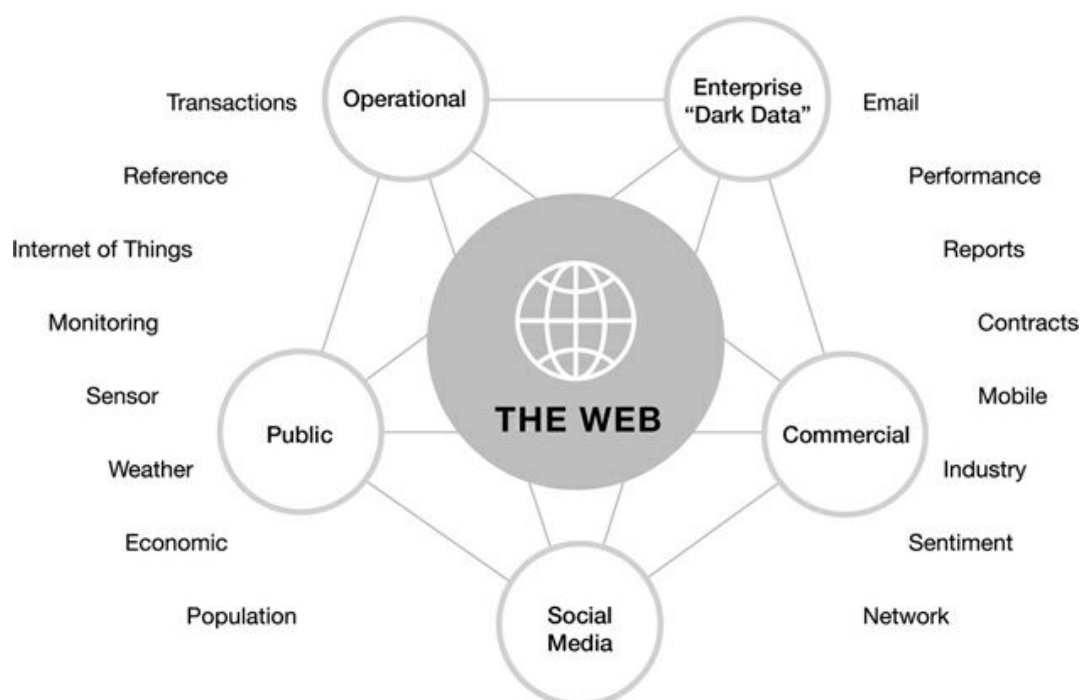 Operational
Enterprise
“Dark Data”
Transactions
Email
Reference
Performance
Internet of Things
Reports
Monitoring
Contracts
Sensor
Mobile
THE WEB
Public
Commercial
Weather
Industry
Economic
Sentiment
Population
Social
Media
Network